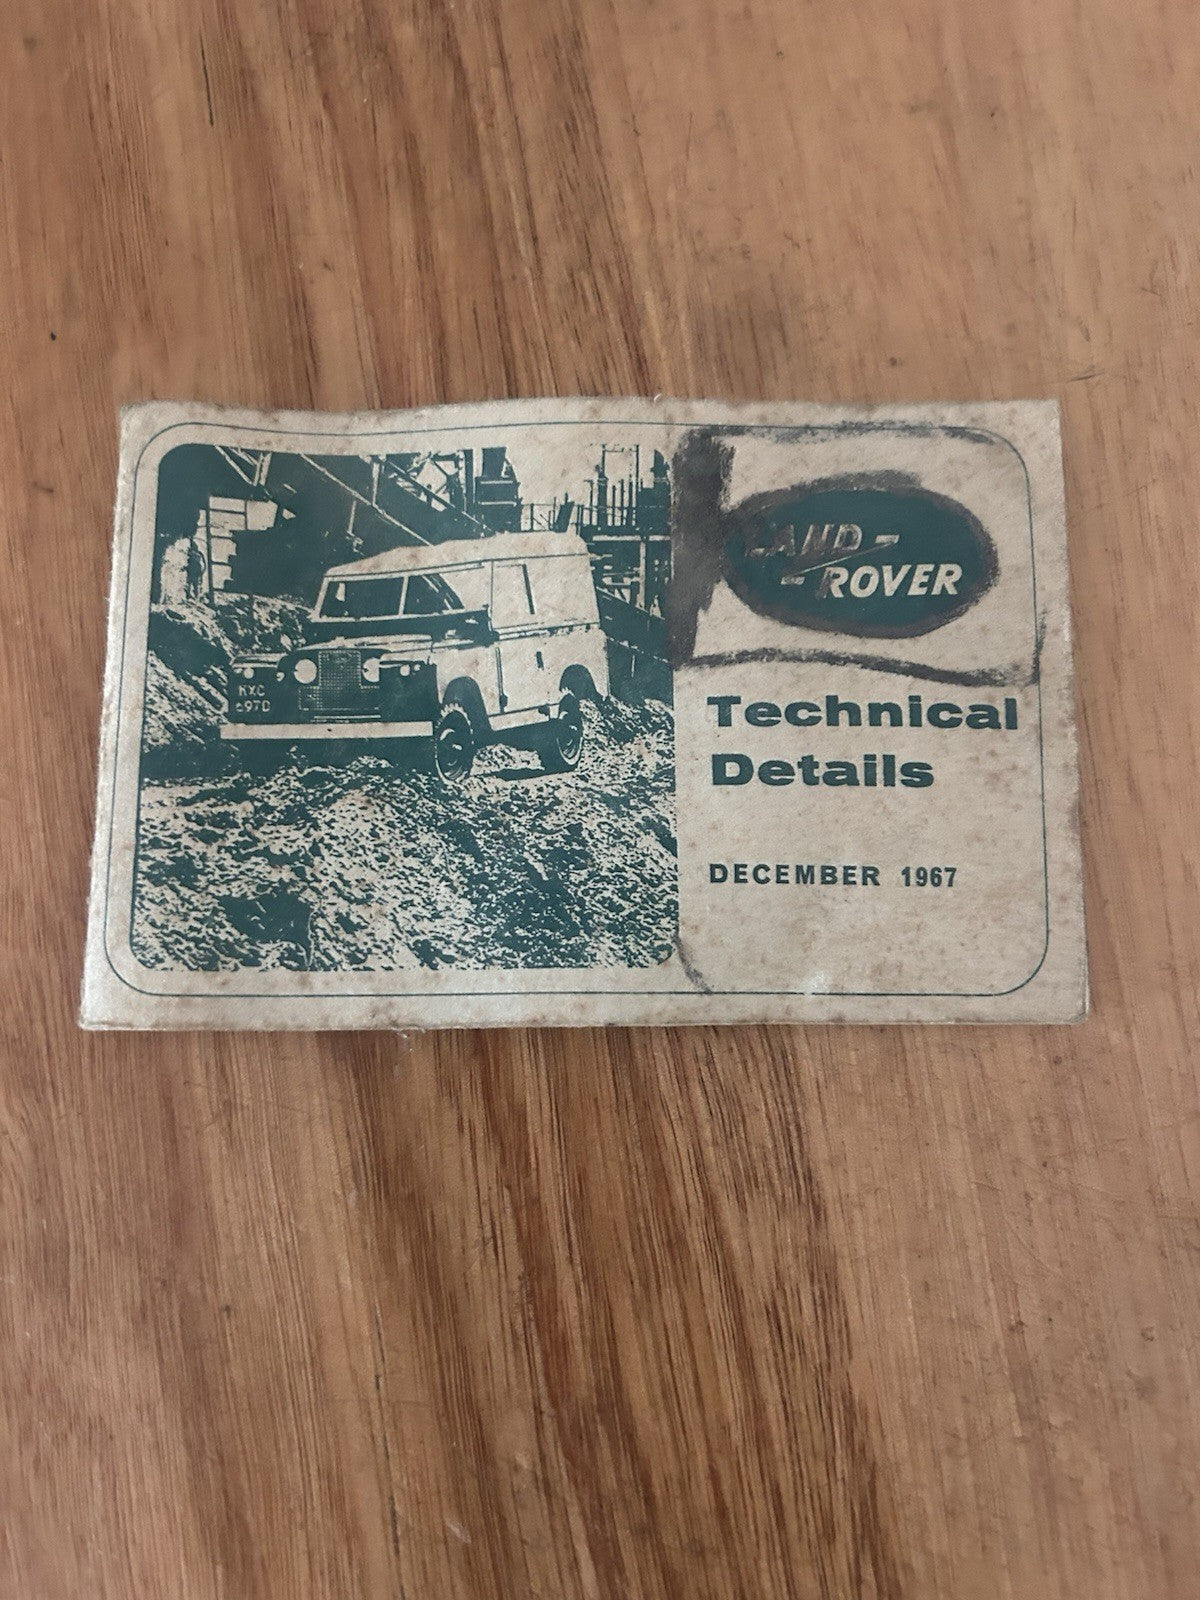 LAND-
-ROVER
Technical
Details
DECEMBER 1967